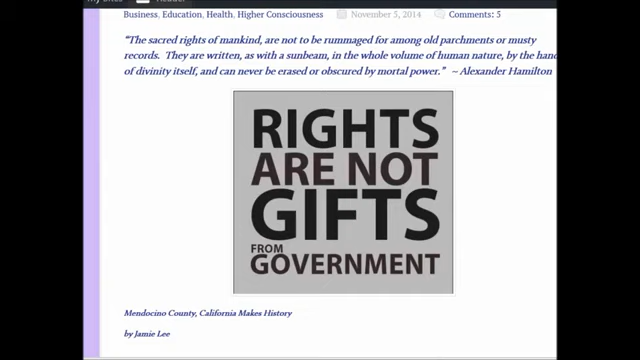 Business, Education, Health, Higher Consciousness November 5, 2014 Comments: 5
“The sacred rights of mankind, are not to be rummaged for among old parchments or musty
records. They are written, as with a sunbeam, in the whole volume of human nature, by the hand
of divinity itself, and can never be erased or obscured by mortal power.” ~ Alexander Hamilton
RIGHTS
ARE NOT
GIFTS
FROM
GOVERNMENT
Mendocino County, California Makes History
by Jamie Lee